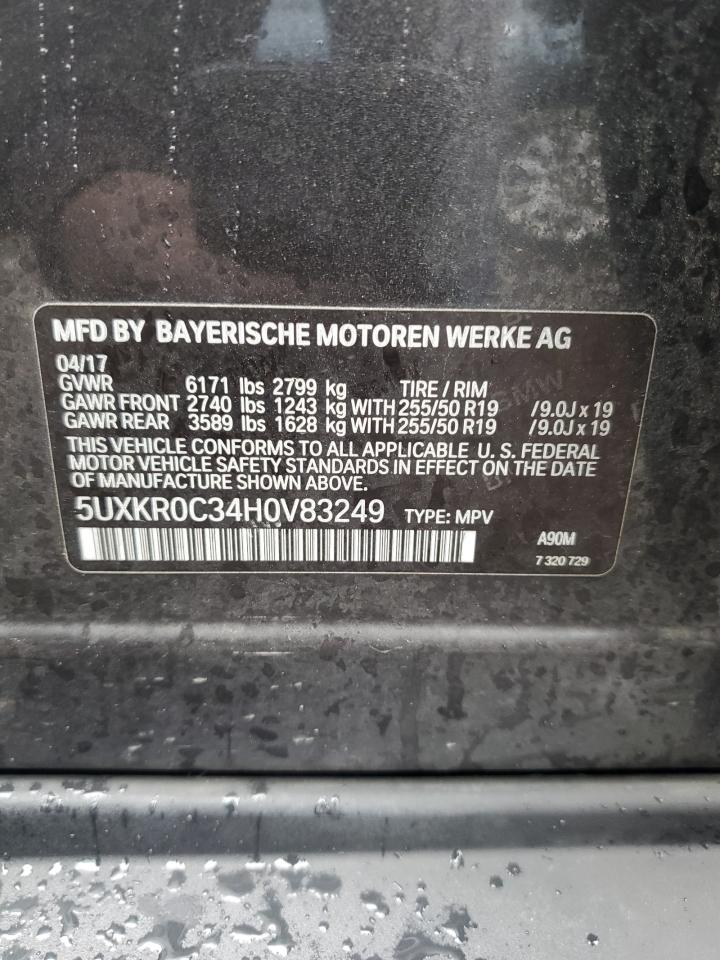 MFD BY BAYERISCHE MOTOREN WERKE AG
04/17
GVWR 6171 lbs 2799 kg TIRE / RIM
GAWR FRONT 2740 lbs 1243 kg WITH 255/50 R19 /9.0J x 19
GAWR REAR 3589 lbs 1628 kg WITH 255/50 R19 /9.0J x 19
THIS VEHICLE CONFORMS TO ALL APPLICABLE U. S. FEDERAL
MOTOR VEHICLE SAFETY STANDARDS IN EFFECT ON THE DATE
OF MANUFACTURE SHOWN ABOVE.
5UXKR0C34H0V83249 TYPE: MPV
A90M
7 320 729